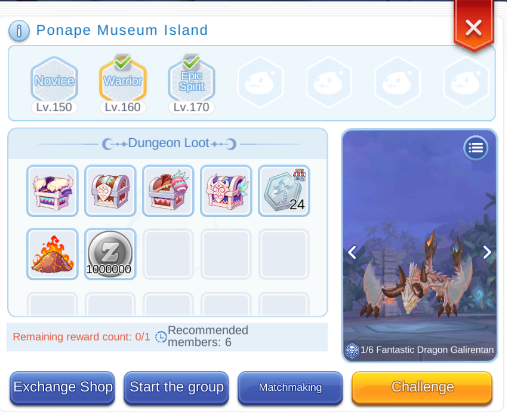 Ponape Museum Island
Novice
Warrior
Epic
Spirit
Lv.150
Lv.160
Lv.170
Dungeon Loot
24
1000000
Remaining reward count: 0/1
Recommended
members: 6
1/6 Fantastic Dragon Galirentan
Exchange Shop
Start the group
Matchmaking
Challenge